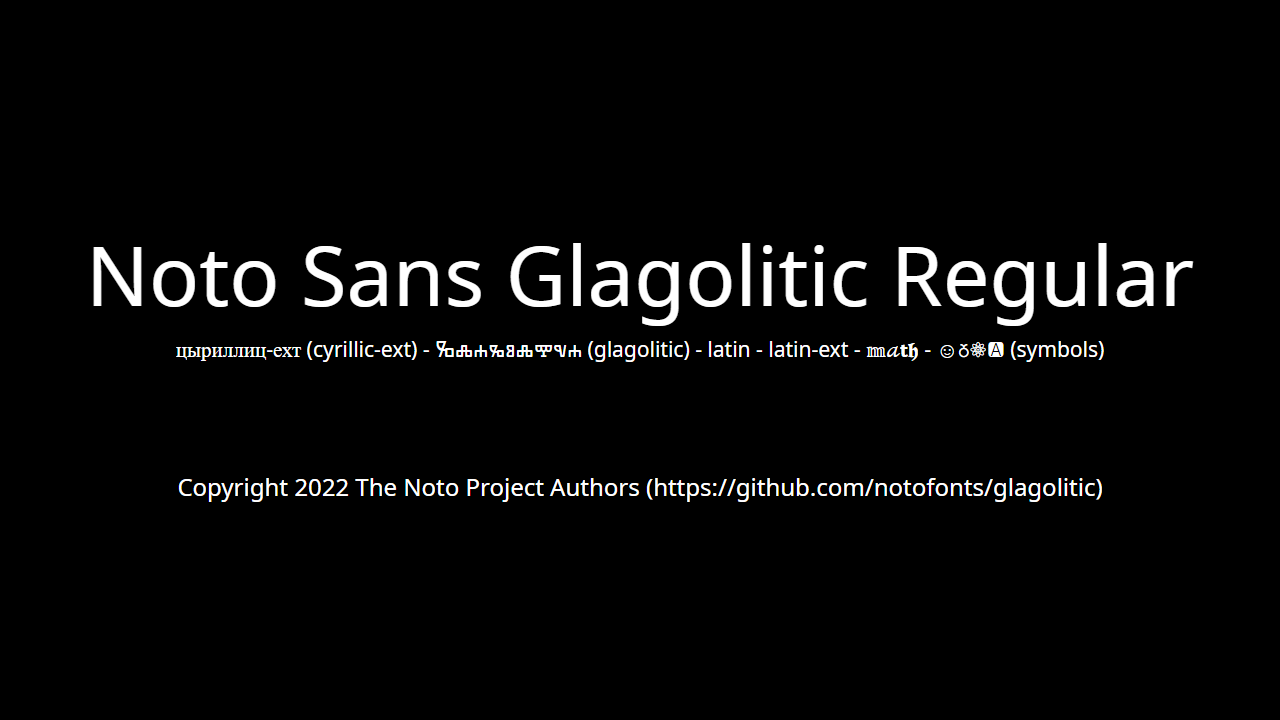 Noto Sans Glagolitic Regular
цыриллиц-ехт (cyrillic-ext) - Ⰳⰾⰰⰳⱁⰾⰻⱌⰰ (glagolitic) - latin - latin-ext - 𝕞𝒶𝐭𝖍 - (symbols)
Copyright 2022 The Noto Project Authors (https://github.com/notofonts/glagolitic)